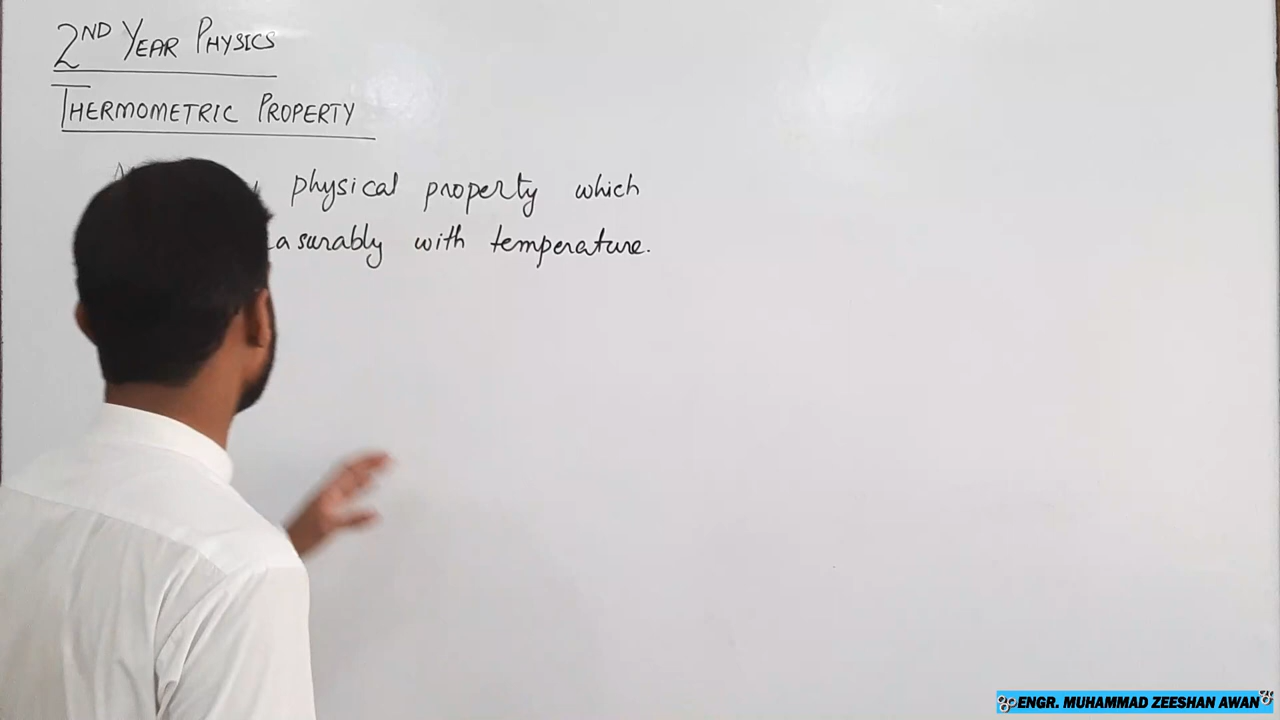 2ND YEAR PHYSICS
THERMOMETRIC PROPERTY
physical property which
asurably with temperature.
ENGR. MUHAMMAD ZEESHAN AWAN